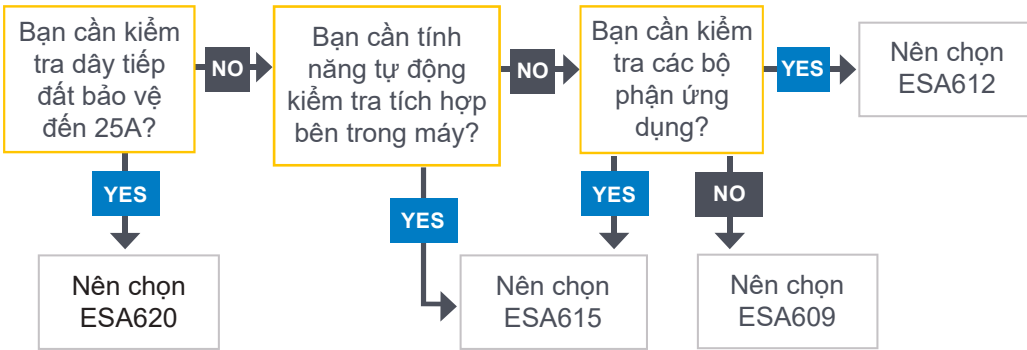 Bạn cần kiểm
tra dây tiếp
đất bảo vệ
đến 25A?
NO
Bạn cần tính
năng tự động
kiểm tra tích hợp
bên trong máy?
NO
Bạn cần kiểm
tra các bộ
phận ứng
dụng?
YES
Nên chọn
ESA612
YES
YES
YES
NO
Nên chọn
ESA620
Nên chọn
ESA615
Nên chọn
ESA609